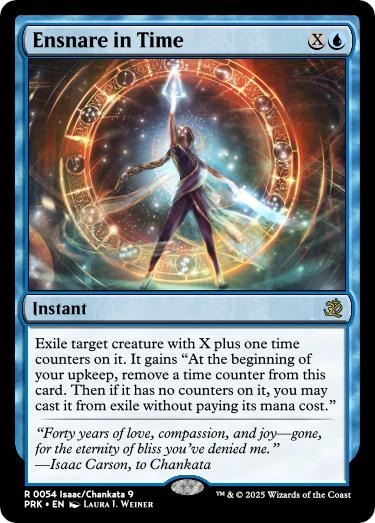 Ensnare in Time
X
Instant
Exile target creature with X plus one time
counters on it. It gains “At the beginning of
your upkeep, remove a time counter from this
card. Then if it has no counters on it, you may
cast it from exile without paying its mana cost.”
“Forty years of love, compassion, and joy—gone,
for the eternity of bliss you’ve denied me.”
—Isaac Carson, to Chankata
R 0054 Isaac/Chankata 9
PRK • EN Laura J. Weiner
™ & © 2025 Wizards of the Coast